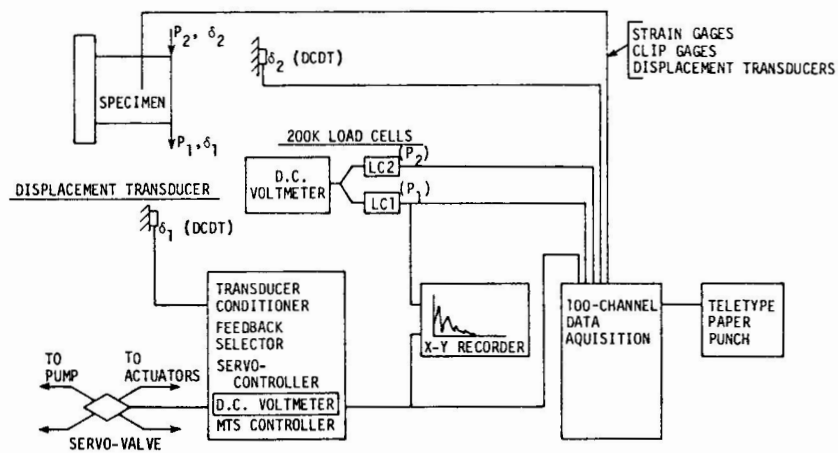 P2, δ2
SPECIMEN
P1, δ1
δ2 (DCDT)
STRAIN GAGES
CLIP GAGES
DISPLACEMENT TRANSDUCERS
200K LOAD CELLS
D.C.
VOLTMETER
LC2
(P2)
LC1
(P1)
DISPLACEMENT TRANSDUCER
δ1 (DCDT)
TRANSDUCER
CONDITIONER
FEEDBACK
SELECTOR
SERVO-
CONTROLLER
D.C. VOLTMETER
MTS CONTROLLER
X-Y RECORDER
100-CHANNEL
DATA
AQUISITION
TELETYPE
PAPER
PUNCH
TO
PUMP
TO
ACTUATORS
SERVO-VALVE